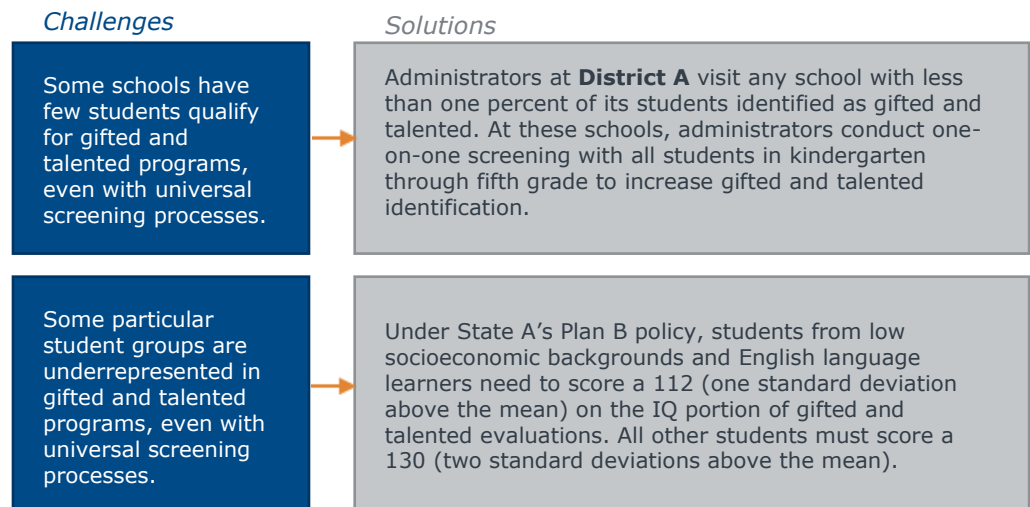 Challenges
Solutions
Some schools have
few students qualify
for gifted and
talented programs,
even with universal
screening processes.
Administrators at District A visit any school with less
than one percent of its students identified as gifted and
talented. At these schools, administrators conduct one-
on-one screening with all students in kindergarten
through fifth grade to increase gifted and talented
identification.
Some particular
student groups are
underrepresented in
gifted and talented
programs, even with
universal screening
processes.
Under State A’s Plan B policy, students from low
socioeconomic backgrounds and English language
learners need to score a 112 (one standard deviation
above the mean) on the IQ portion of gifted and
talented evaluations. All other students must score a
130 (two standard deviations above the mean).